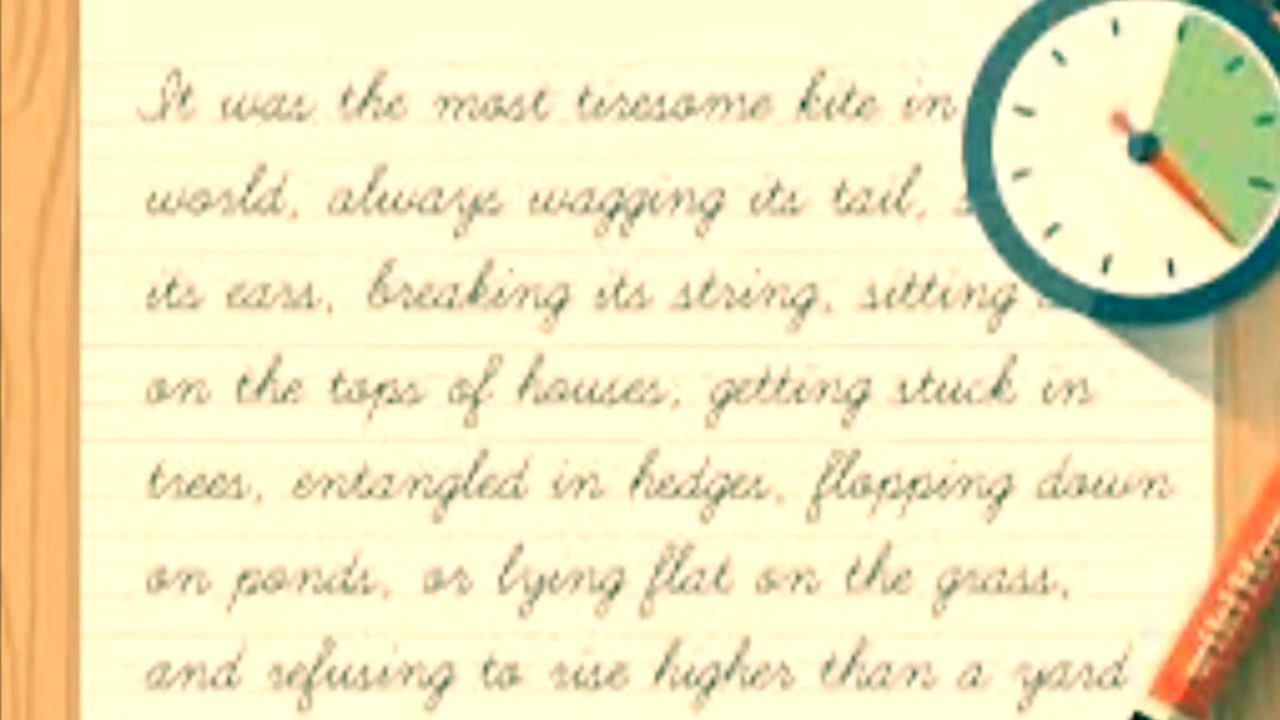 It was the most tiresome kite in
world, always wagging its tail,
its ears, breaking its string, sitting
on the tops of houses, getting stuck in
trees, entangled in hedges, flopping down
on ponds, or lying flat on the grass,
and refusing to rise higher than a yard